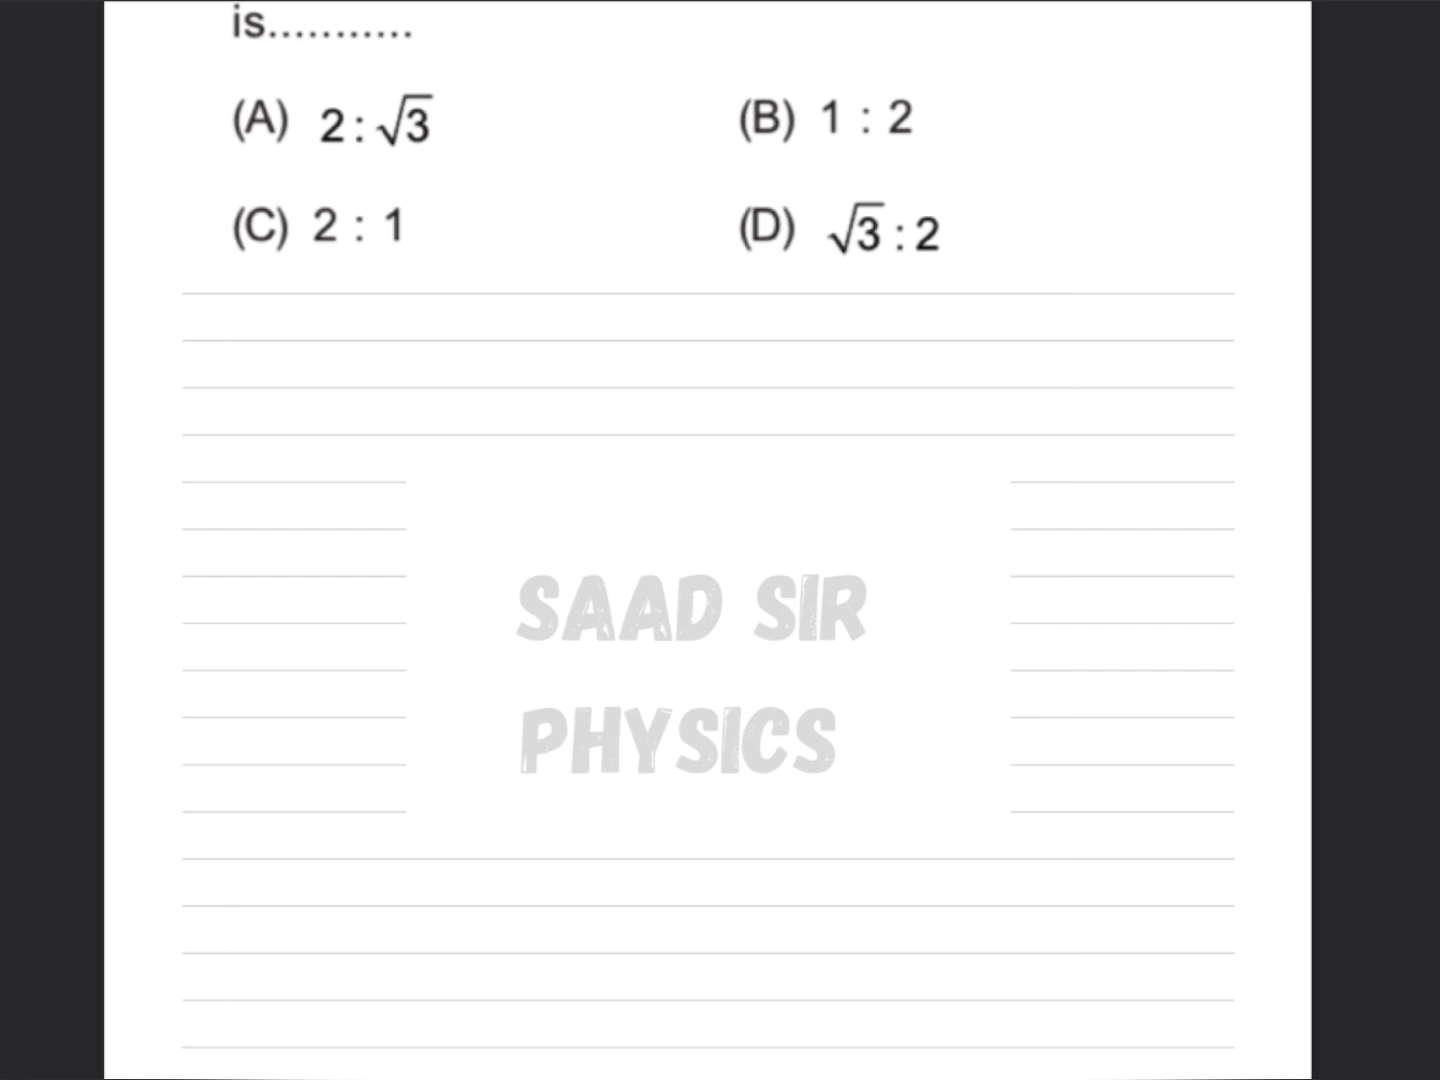 is...........
(A) 2 : √3 (B) 1 : 2
(C) 2 : 1 (D) √3 : 2
SAAD SIR
PHYSICS